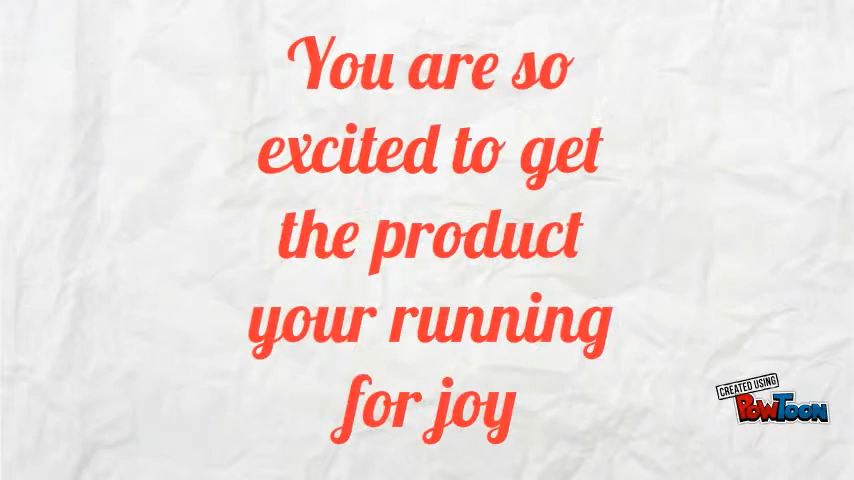 You are so
excited to get
the product
your running
for joy
CREATED USING
POWTOON